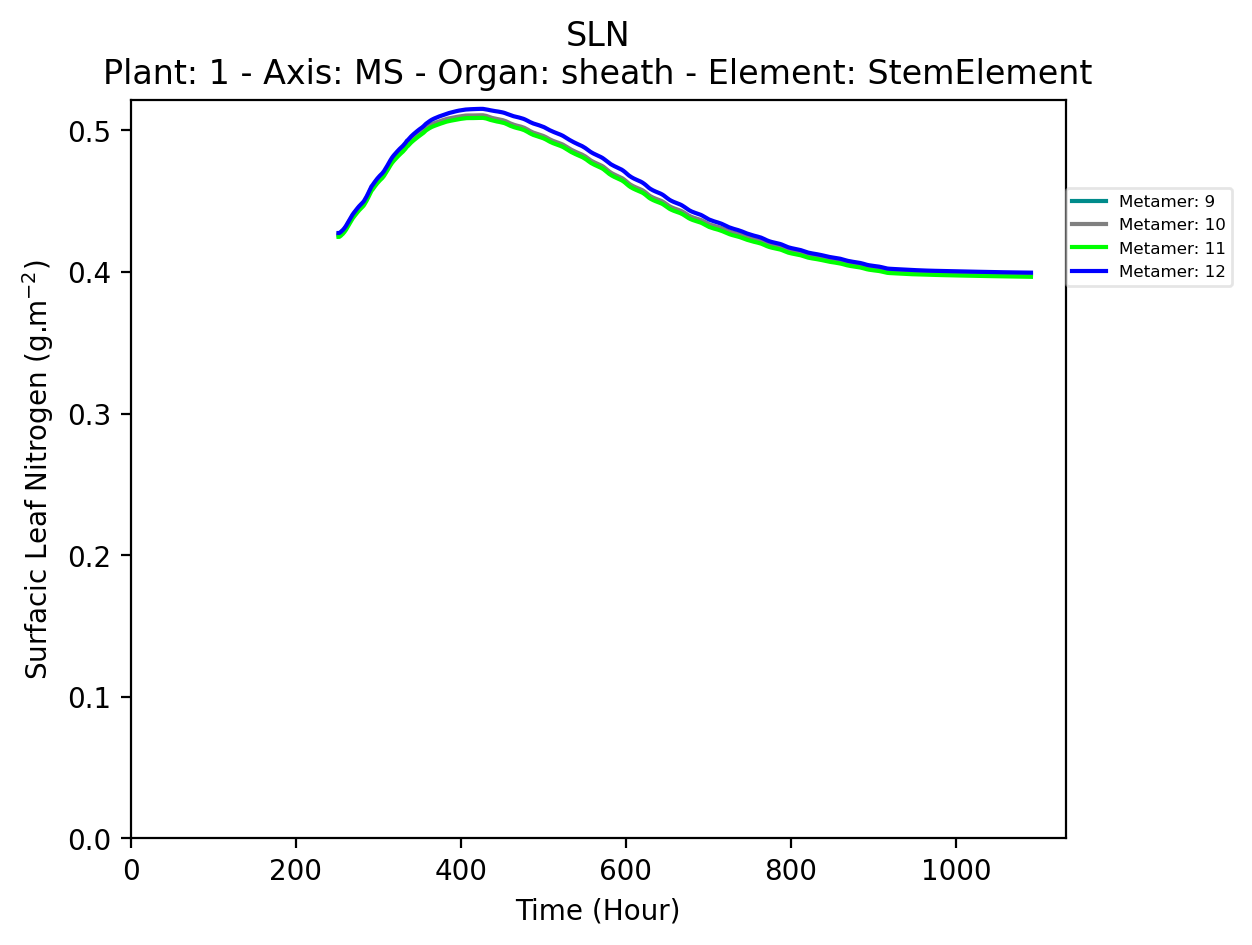 SLN
Plant: 1 - Axis: MS - Organ: sheath - Element: StemElement
Surfacic Leaf Nitrogen (g.m⁻²)
0.5
0.4
0.3
0.2
0.1
0.0
0 200 400 600 800 1000
Time (Hour)
Metamer: 9
Metamer: 10
Metamer: 11
Metamer: 12